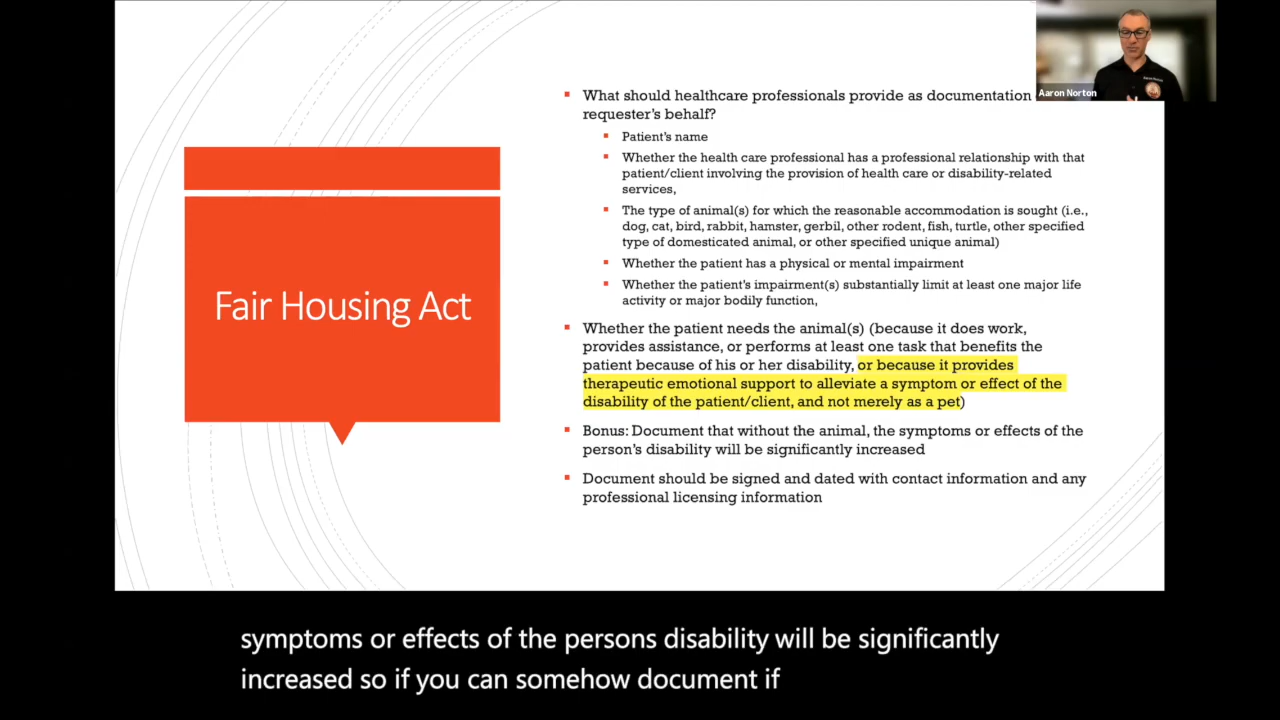 Fair Housing Act
What should healthcare professionals provide as documentation
requester's behalf?
Patient's name
Whether the health care professional has a professional relationship with that
patient/client involving the provision of health care or disability-related
services,
The type of animal(s) for which the reasonable accommodation is sought (i.e.,
dog, cat, bird, rabbit, hamster, gerbil, other rodent, fish, turtle, other specified
type of domesticated animal, or other specified unique animal)
Whether the patient has a physical or mental impairment
Whether the patient's impairment(s) substantially limit at least one major life
activity or major bodily function,
Whether the patient needs the animal(s) (because it does work,
provides assistance, or performs at least one task that benefits the
patient because of his or her disability, or because it provides
therapeutic emotional support to alleviate a symptom or effect of the
disability of the patient/client, and not merely as a pet)
Bonus: Document that without the animal, the symptoms or effects of the
person's disability will be significantly increased
Document should be signed and dated with contact information and any
professional licensing information
Aaron Norton
Aaron Norton
symptoms or effects of the persons disability will be significantly
increased so if you can somehow document if